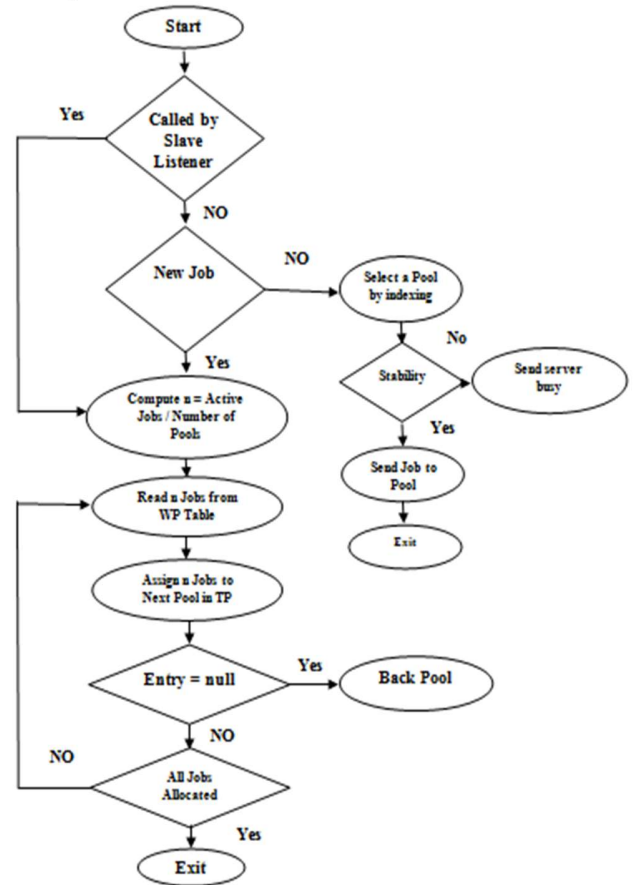 Start
Yes
Called by
Slave
Listener
NO
New Job
NO
Select a Pool
by indexing
No
Yes
Stability
Send server
busy
Compute n = Active
Jobs / Number of
Pools
Yes
Send Job to
Pool
Read n Jobs from
WP Table
Exit
Assign n Jobs to
Next Pool in TP
Entry = null
Yes
Back Pool
NO
NO
All Jobs
Allocated
Yes
Exit